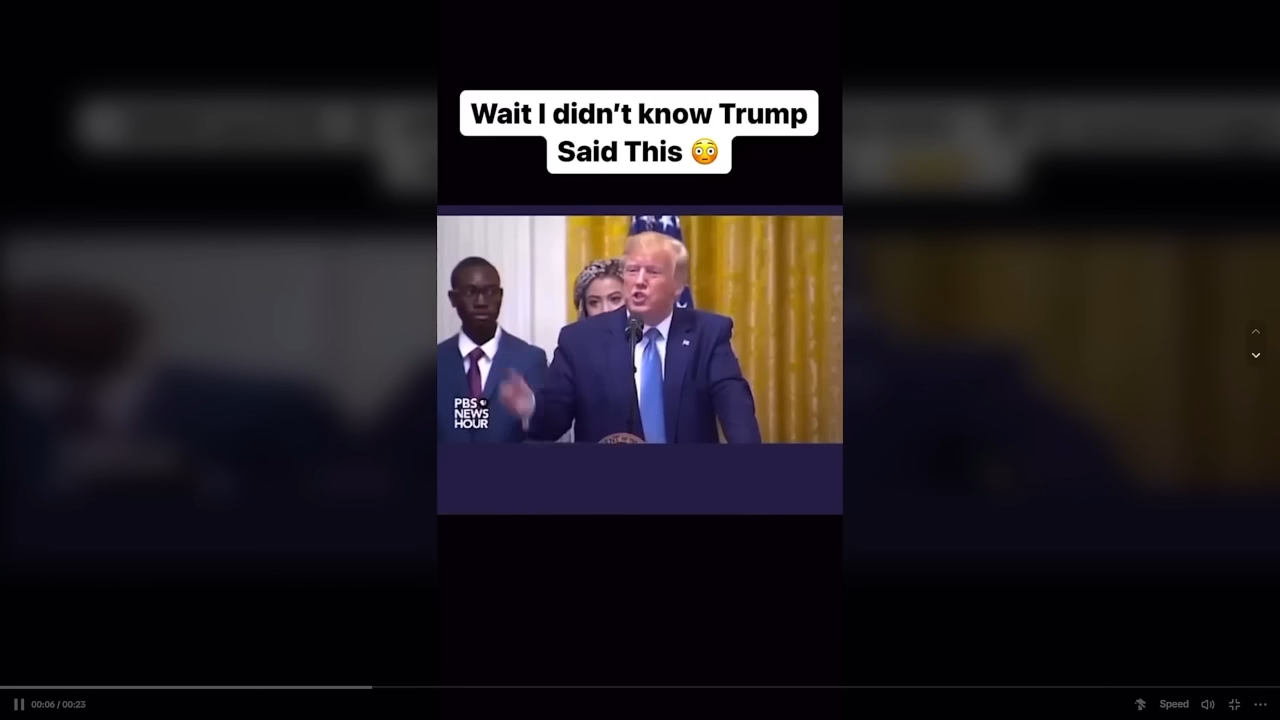 Wait I didn't know Trump
Said This 😳
PBS
NEWS
HOUR
00:06 / 00:23
Speed